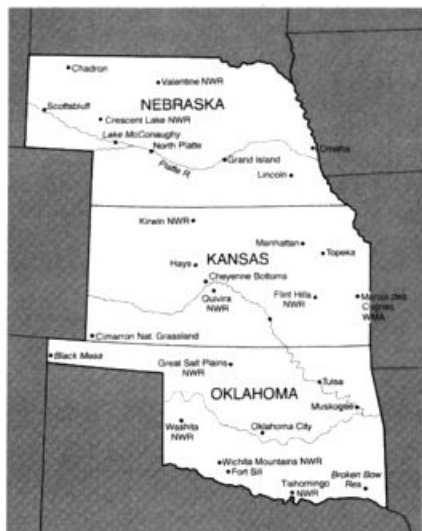 Chadron
Valentine NWR
NEBRASKA
Scottsbluff
Crescent Lake NWR
Lake McConaughy
North Platte
Platte R.
Grand Island
Omaha
Lincoln
Kirwin NWR
Manhattan
KANSAS
Topeka
Hays
Cheyenne Bottoms
Quivira
NWR
Flint Hills
NWR
Marais des
Cygnes
WMA
Cimarron Nat. Grassland
Black Mesa
Great Salt Plains
NWR
Tulsa
OKLAHOMA
Muskogee
Washita
NWR
Oklahoma City
Wichita Mountains NWR
Fort Sill
Broken Bow
Res
Tishomingo
NWR